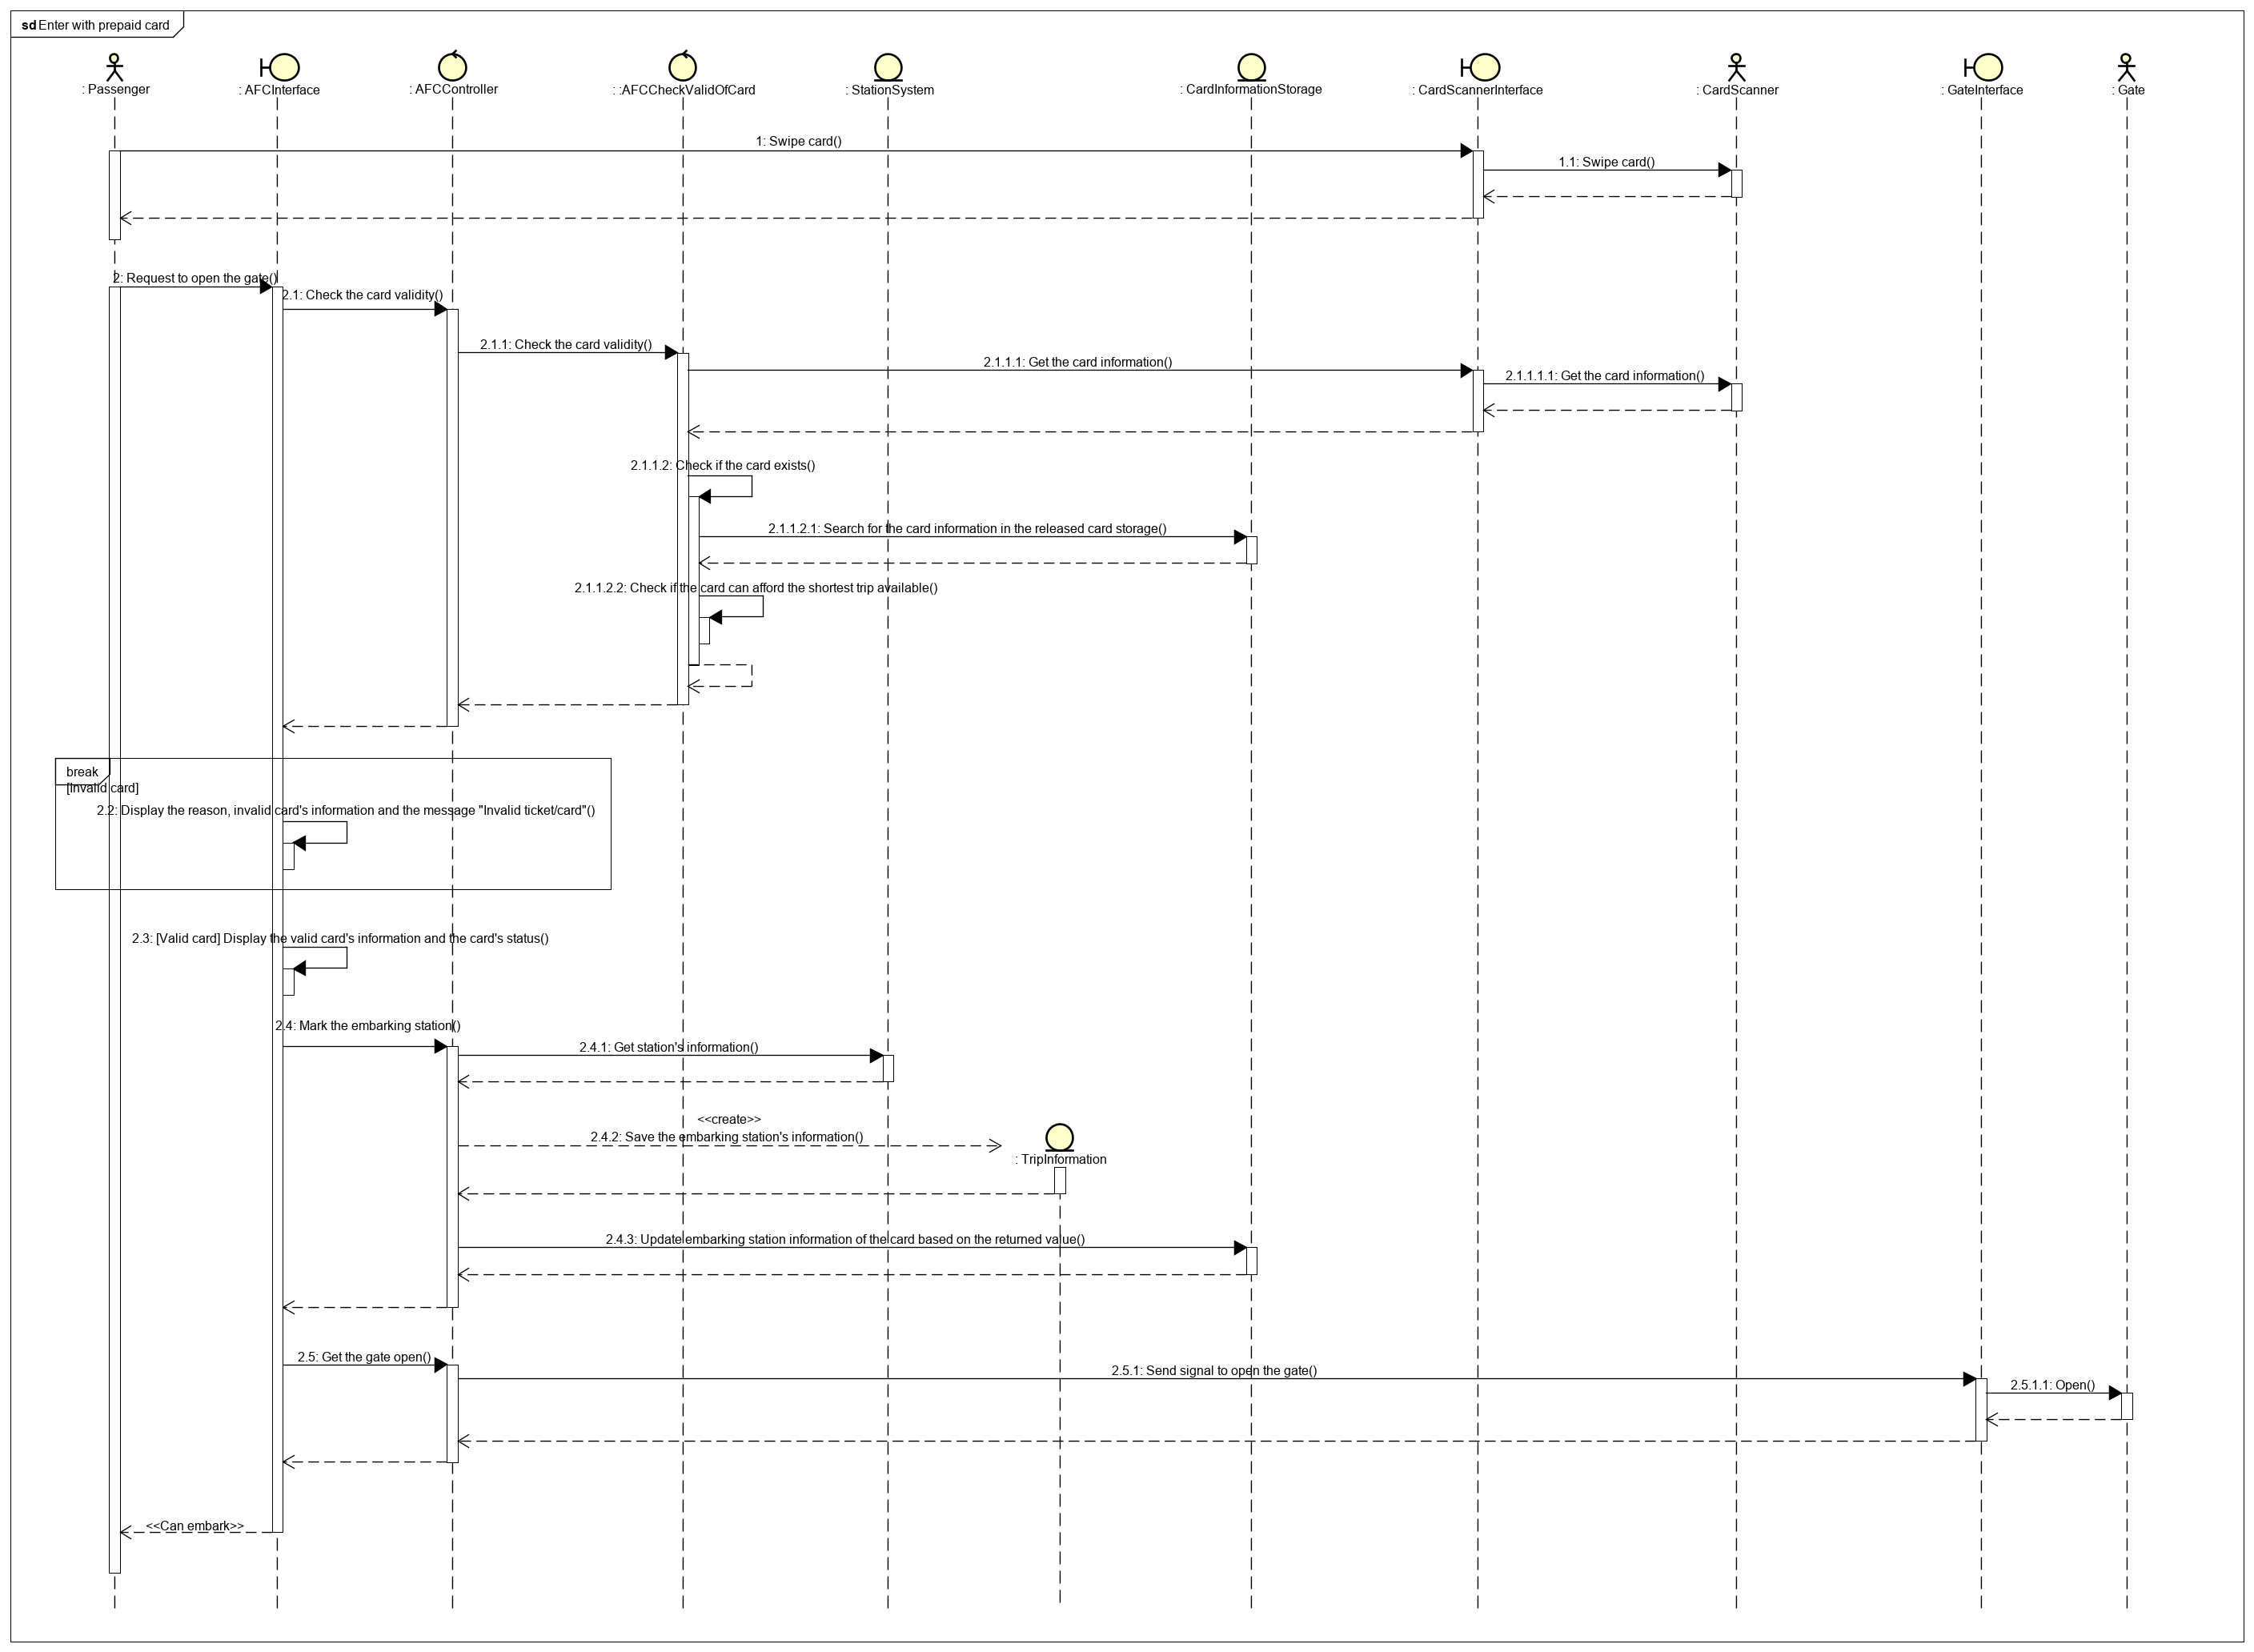 sd Enter with prepaid card
: Passenger
: AFCInterface
: AFCController
: :AFCCheckValidOfCard
: StationSystem
: CardInformationStorage
: CardScannerInterface
: CardScanner
: GateInterface
: Gate
1: Swipe card()
1.1: Swipe card()
2: Request to open the gate()
2.1: Check the card validity()
2.1.1: Check the card validity()
2.1.1.1: Get the card information()
2.1.1.1.1: Get the card information()
2.1.1.2: Check if the card exists()
2.1.1.2.1: Search for the card information in the released card storage()
2.1.1.2.2: Check if the card can afford the shortest trip available()
break
[Invalid card]
2.2: Display the reason, invalid card's information and the message "Invalid ticket/card"()
2.3: [Valid card] Display the valid card's information and the card's status()
2.4: Mark the embarking station()
2.4.1: Get station's information()
<<create>>
2.4.2: Save the embarking station's information()
: TripInformation
2.4.3: Update embarking station information of the card based on the returned value()
2.5: Get the gate open()
2.5.1: Send signal to open the gate()
2.5.1.1: Open()
<<Can embark>>